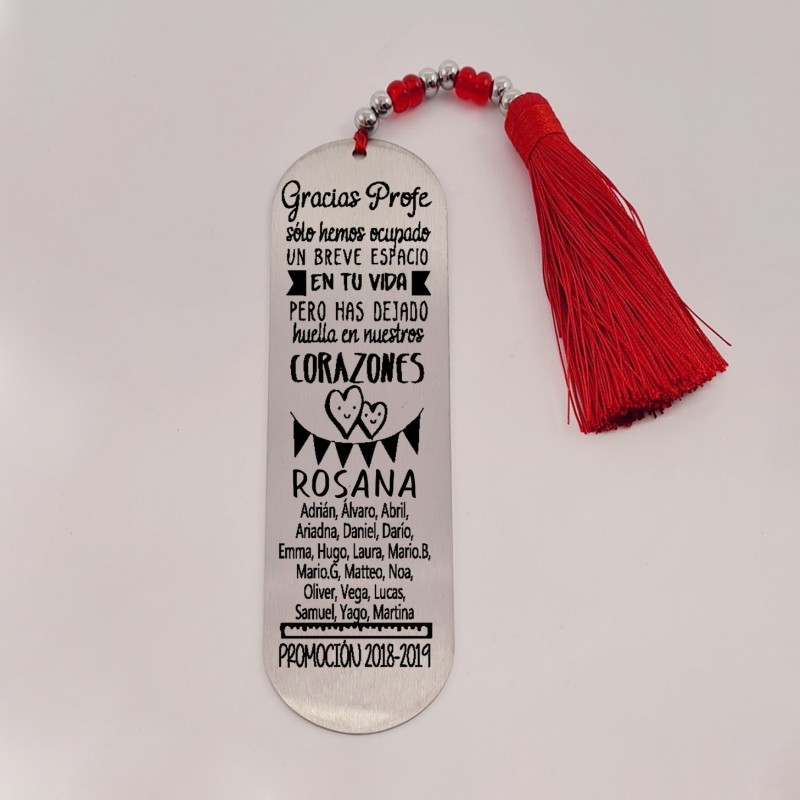 Gracias Profe
sólo hemos ocupado
UN BREVE ESPACIO
EN TU VIDA
PERO HAS DEJADO
huella en nuestros
CORAZONES
ROSANA
Adrián, Álvaro, Abril,
Ariadna, Daniel, Darío,
Emma, Hugo, Laura, Mario.B,
Mario.G, Matteo, Noa,
Oliver, Vega, Lucas,
Samuel, Yago, Martina
PROMOCIÓN 2018-2019